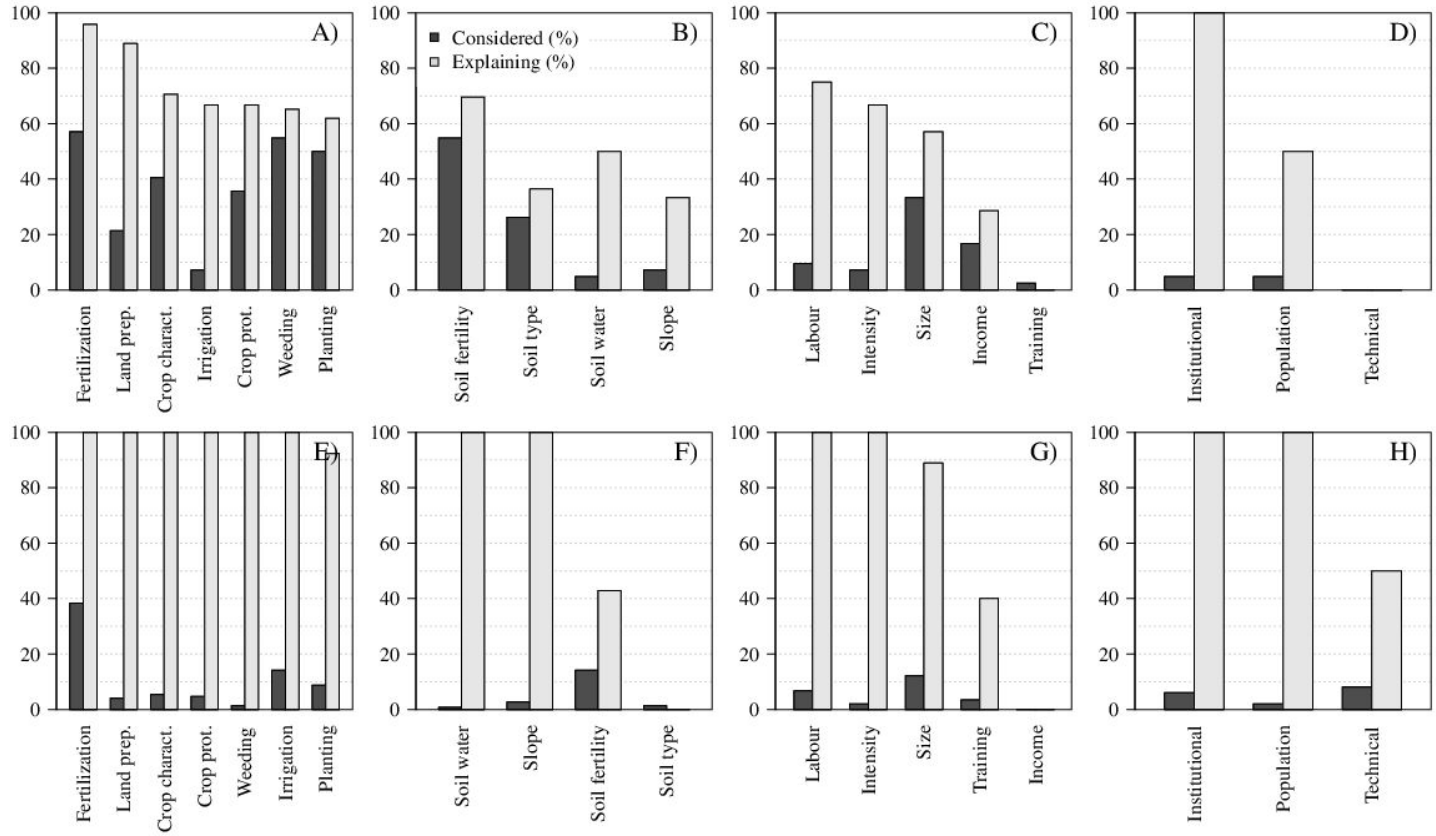 A)
100
80
60
40
20
0
Fertilization
Land prep.
Crop charact.
Irrigation
Crop prot.
Weeding
Planting
B)
Considered (%)
Explaining (%)
100
80
60
40
20
0
Soil fertility
Soil type
Soil water
Slope
C)
100
80
60
40
20
0
Labour
Intensity
Size
Income
Training
D)
100
80
60
40
20
0
Institutional
Population
Technical
E)
100
80
60
40
20
0
Fertilization
Land prep.
Crop charact.
Crop prot.
Weeding
Irrigation
Planting
F)
100
80
60
40
20
0
Soil water
Slope
Soil fertility
Soil type
G)
100
80
60
40
20
0
Labour
Intensity
Size
Training
Income
H)
100
80
60
40
20
0
Institutional
Population
Technical